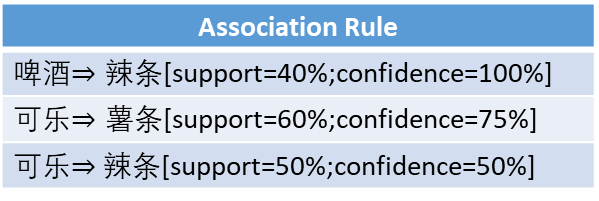 Association Rule
啤酒⇒ 辣条[support=40%;confidence=100%]
可乐⇒ 薯条[support=60%;confidence=75%]
可乐⇒ 辣条[support=50%;confidence=50%]